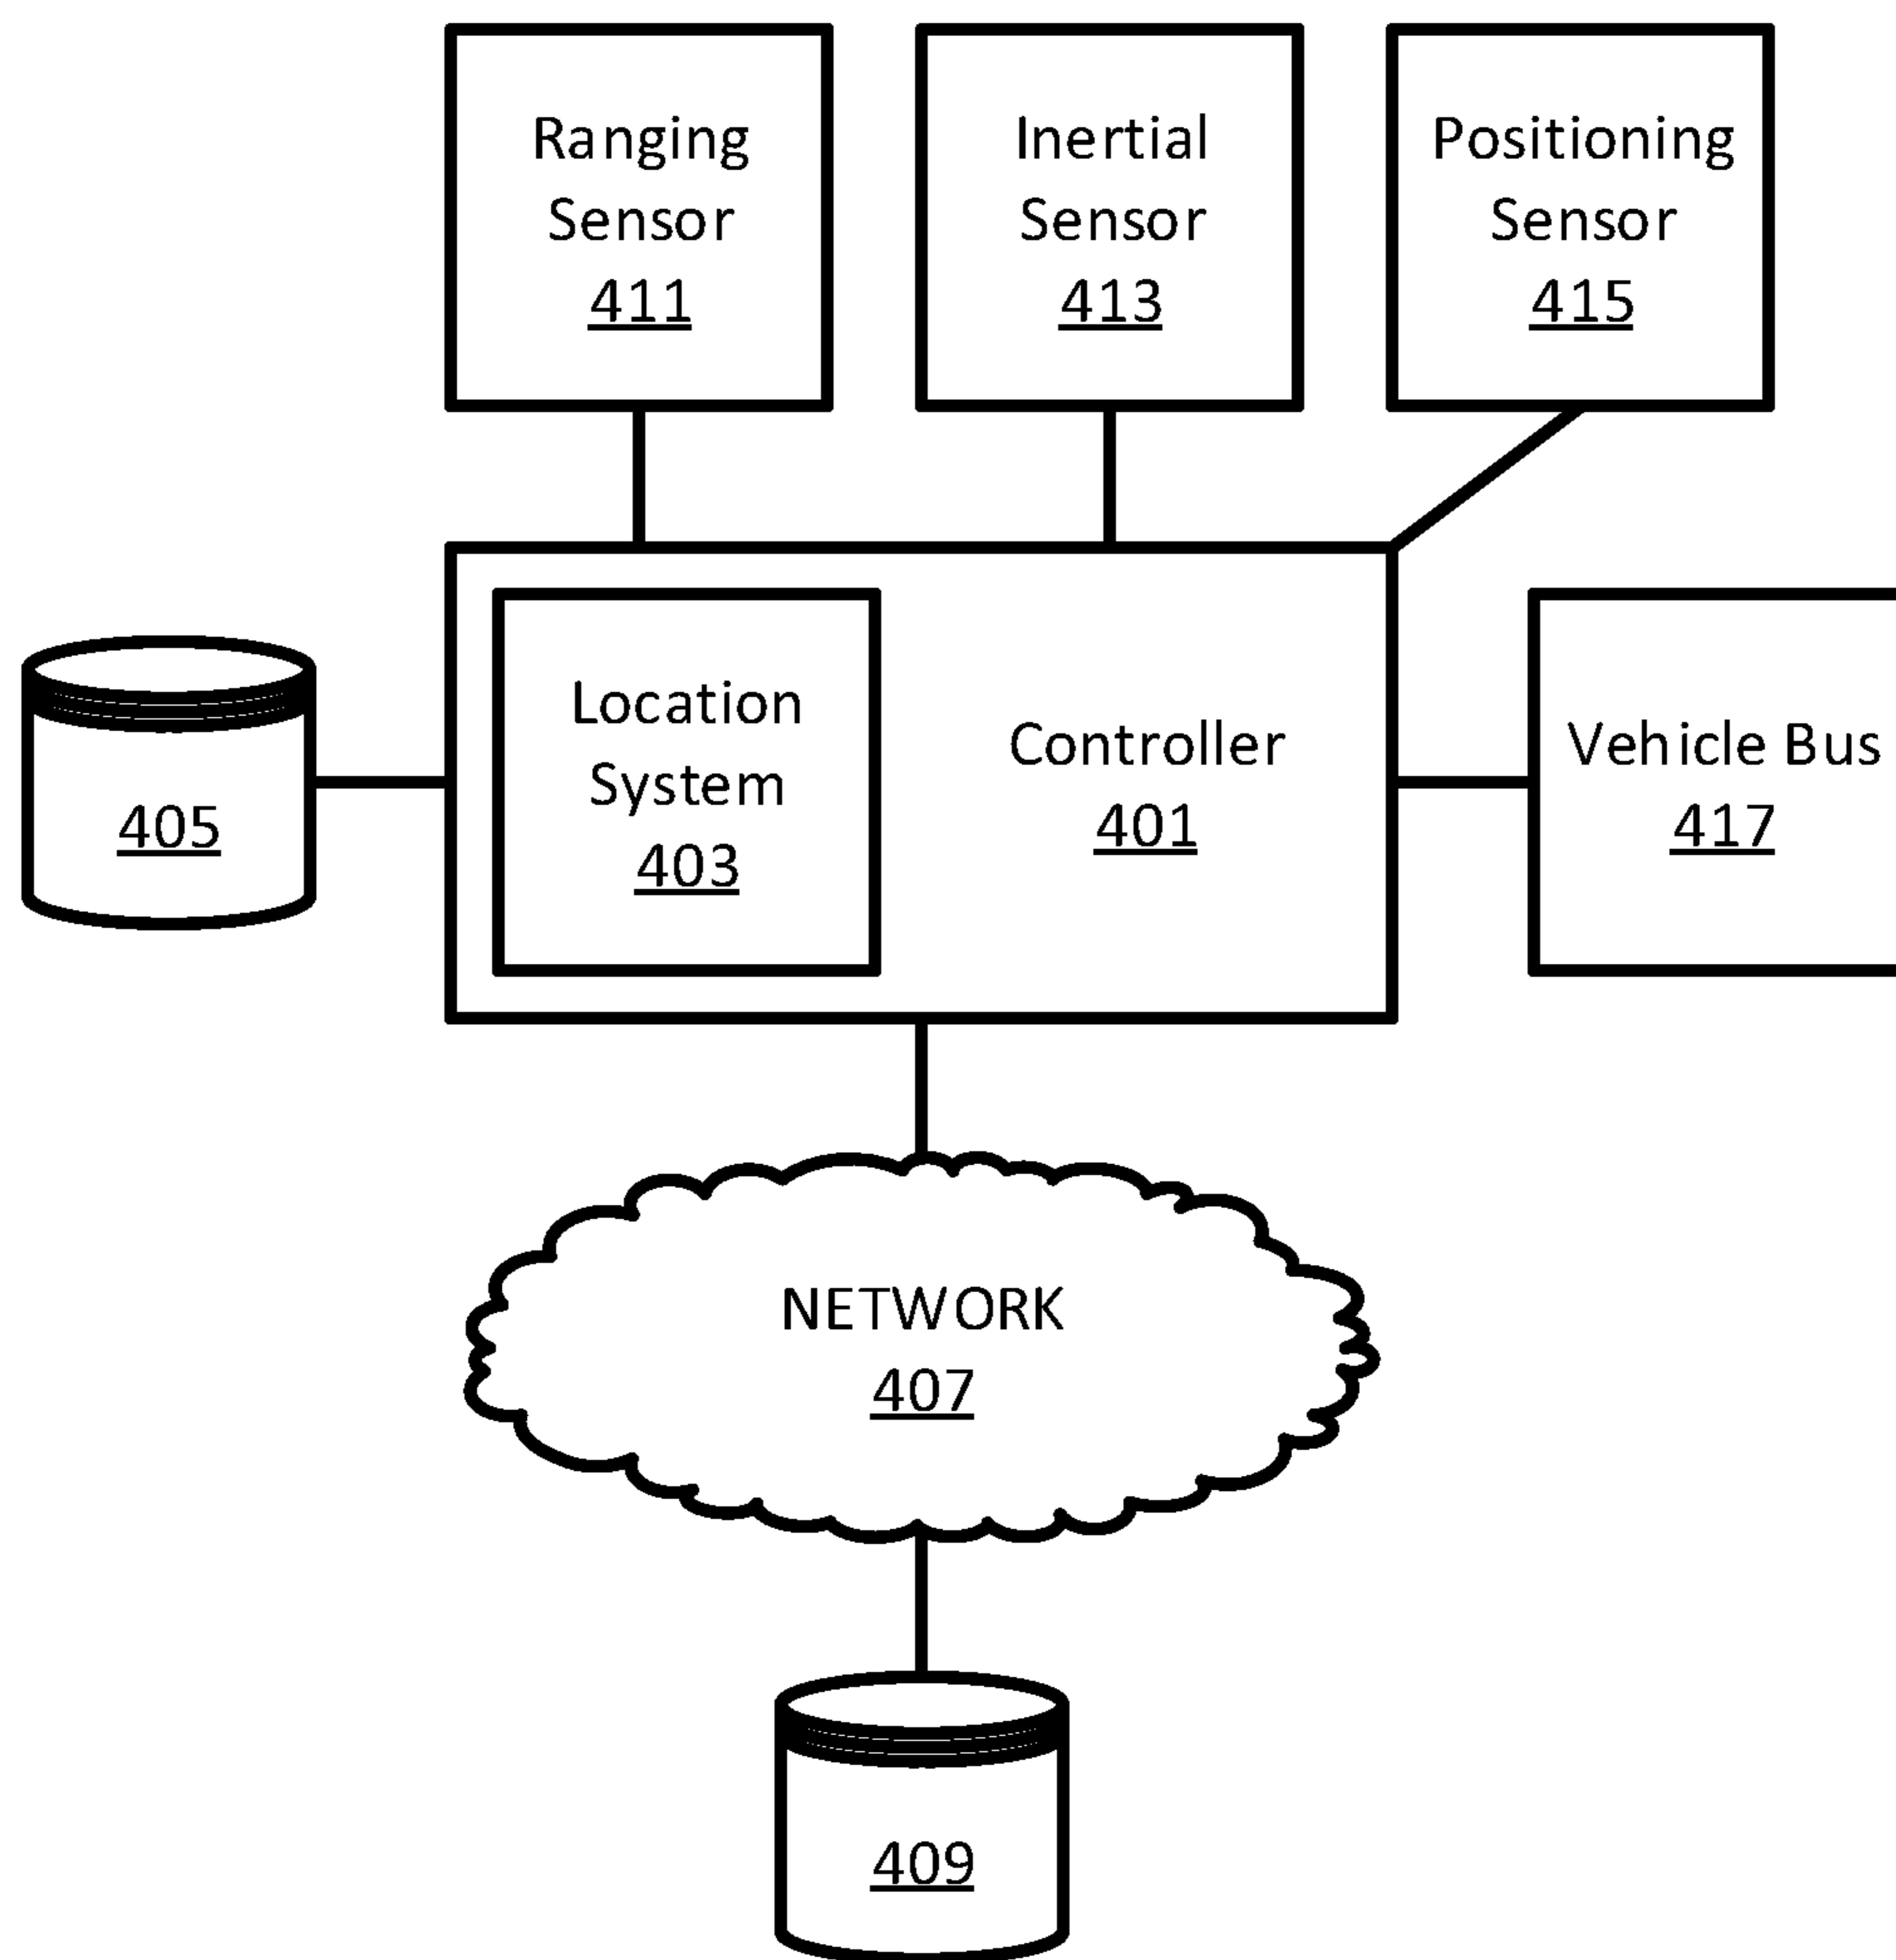 Ranging
Sensor
411
Inertial
Sensor
413
Positioning
Sensor
415
Location
System
403
Controller
401
Vehicle Bus
417
405
NETWORK
407
409